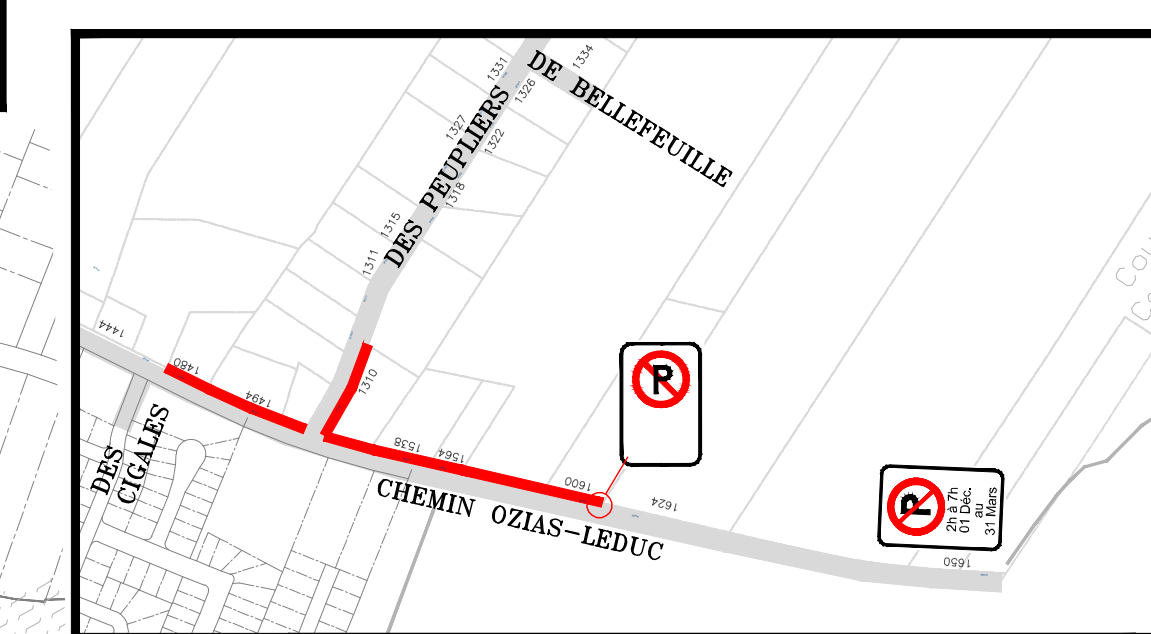 1334
1331
DE BELLEFEUILLE
1326
1327
1322
DES PEUPLIERS
1318
1315
1311
1444
1480
1494
1310
P
1538
1564
1600
1624
DES
CIGALES
CHEMIN OZIAS-LEDUC
P
2h à 7h
01 Déc.
au
31 Mars
1650